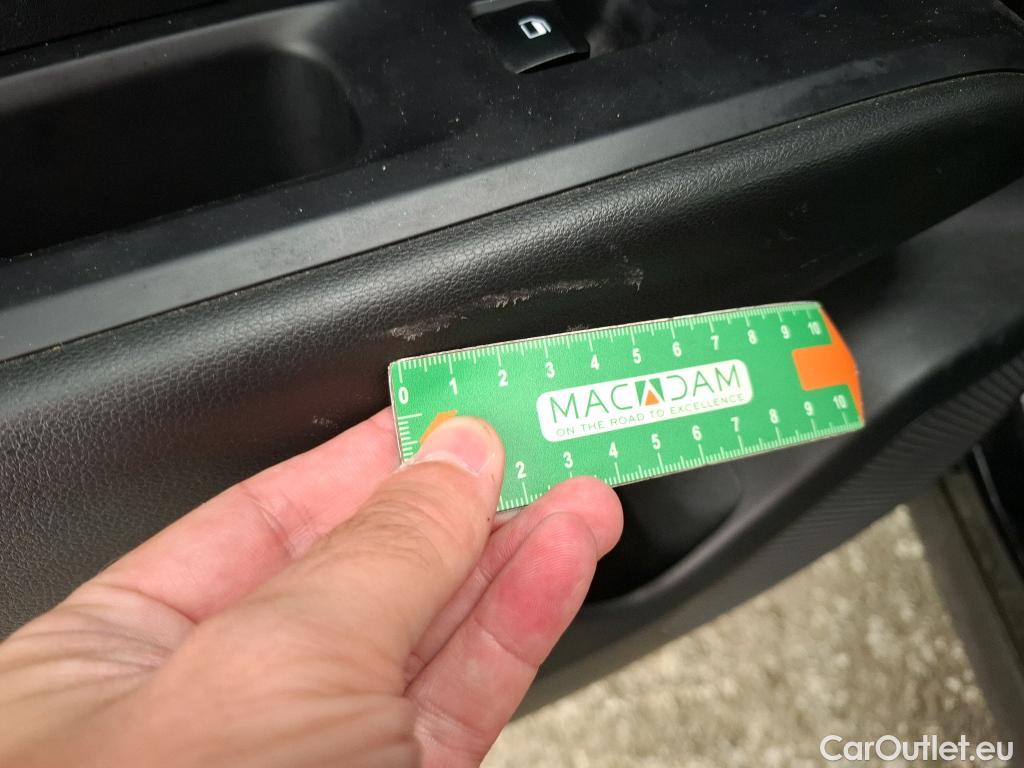 0 1 2 3 4 5 6 7 8 9 10
MACADAM
ON THE ROAD TO EXCELLENCE
2 3 4 5 6 7 8 9 10
CarOutlet.eu